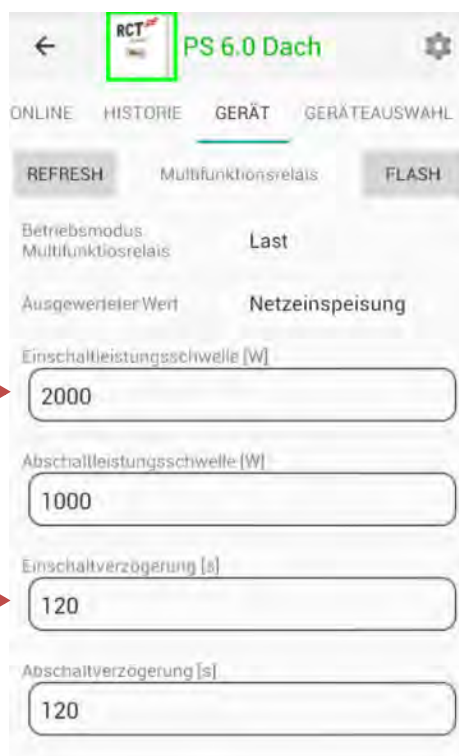 RCT
PS 6.0 Dach
ONLINE HISTORIE GERÄT GERÄTEAUSWAHL
REFRESH Multifunktionsrelais FLASH
Betriebsmodus
Multifunktiosrelais Last
Ausgewerteter Wert Netzeinspeisung
Einschaltleistungsschwelle [W]
2000
Abschaltleistungsschwelle [W]
1000
Einschaltverzögerung [s]
120
Abschaltverzögerung [s]
120